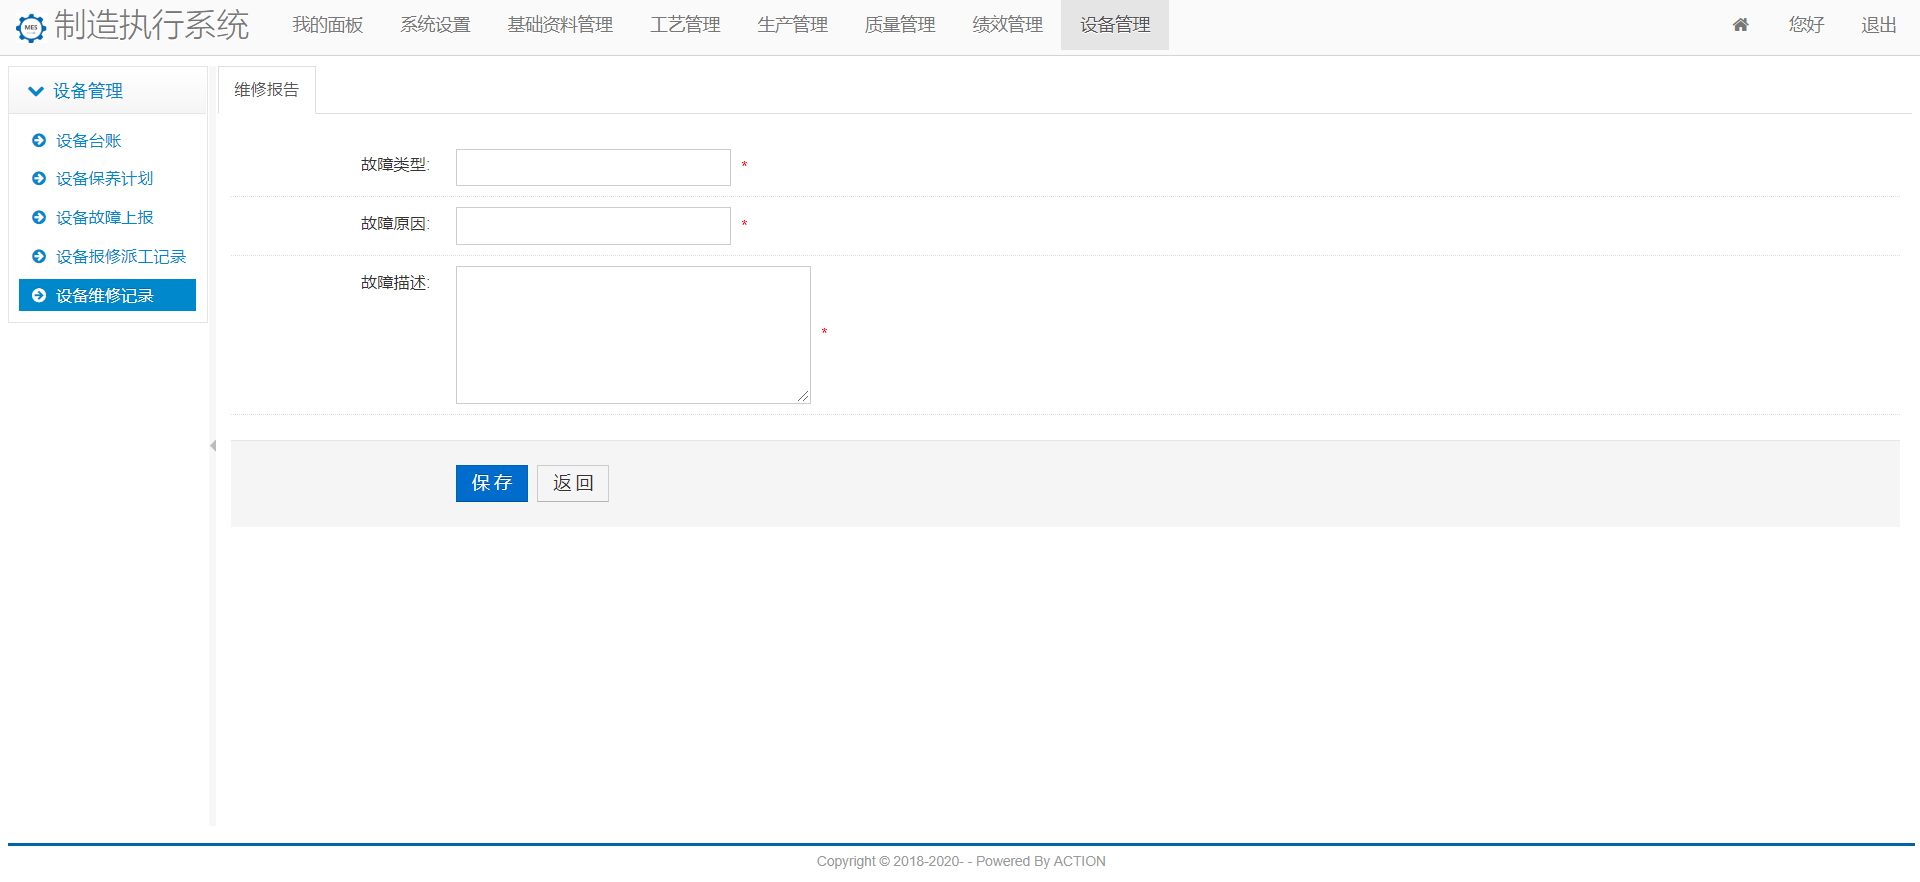 MES
制造执行系统 我的面板 系统设置 基础资料管理 工艺管理 生产管理 质量管理 绩效管理 设备管理 您好 退出
设备管理
设备台账
设备保养计划
设备故障上报
设备报修派工记录
设备维修记录
维修报告
故障类型: *
故障原因: *
故障描述: *
保 存 返 回
Copyright © 2018-2020- - Powered By ACTION